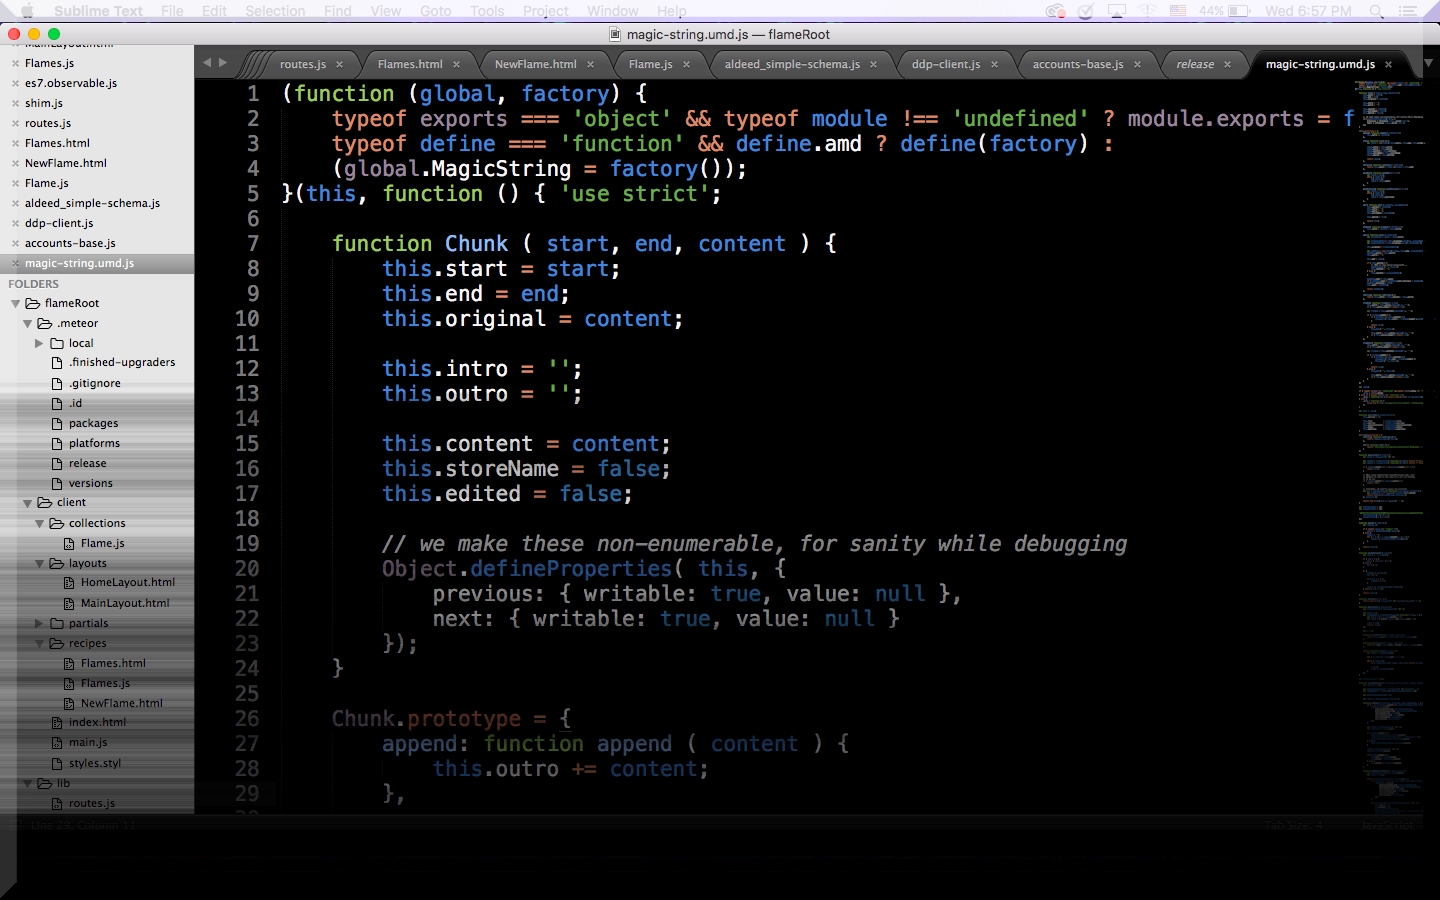 Sublime Text File Edit Selection Find View Goto Tools Project Window Help 44% Wed 6:57 PM
magic-string.umd.js — flameRoot
MainLayout.html
Flames.js
es7.observable.js
shim.js
routes.js
Flames.html
NewFlame.html
Flame.js
aldeed_simple-schema.js
ddp-client.js
accounts-base.js
magic-string.umd.js
FOLDERS
flameRoot
.meteor
local
.finished-upgraders
.gitignore
.id
packages
platforms
release
versions
client
collections
Flame.js
layouts
HomeLayout.html
MainLayout.html
partials
recipes
Flames.html
Flames.js
NewFlame.html
index.html
main.js
styles.styl
lib
routes.js
routes.js Flames.html NewFlame.html Flame.js aldeed_simple-schema.js ddp-client.js accounts-base.js release magic-string.umd.js
1 (function (global, factory) {
2 typeof exports === 'object' && typeof module !== 'undefined' ? module.exports = f
3 typeof define === 'function' && define.amd ? define(factory) :
4 (global.MagicString = factory());
5 }(this, function () { 'use strict';
6
7 function Chunk ( start, end, content ) {
8 this.start = start;
9 this.end = end;
10 this.original = content;
11
12 this.intro = '';
13 this.outro = '';
14
15 this.content = content;
16 this.storeName = false;
17 this.edited = false;
18
19 // we make these non-enumerable, for sanity while debugging
20 Object.defineProperties( this, {
21 previous: { writable: true, value: null },
22 next: { writable: true, value: null }
23 });
24 }
25
26 Chunk.prototype = {
27 append: function append ( content ) {
28 this.outro += content;
29 },
Line 29, Column 11 Tab Size: 4 JavaScript